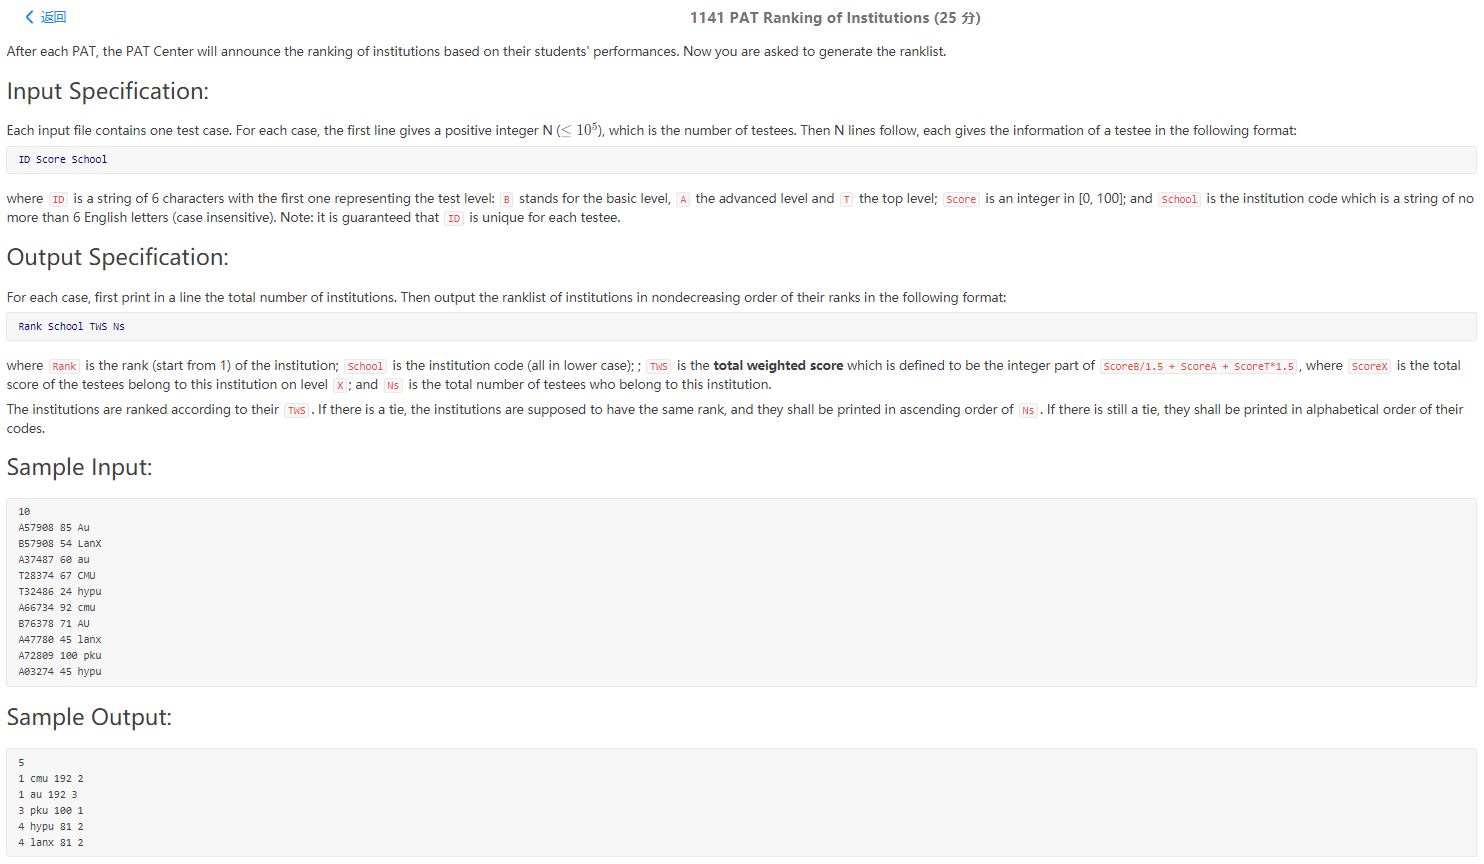 返回
1141 PAT Ranking of Institutions (25 分)
After each PAT, the PAT Center will announce the ranking of institutions based on their students' performances. Now you are asked to generate the ranklist.
Input Specification:
Each input file contains one test case. For each case, the first line gives a positive integer N (≤ 10⁵), which is the number of testees. Then N lines follow, each gives the information of a testee in the following format:
ID Score School
where ID is a string of 6 characters with the first one representing the test level: B stands for the basic level, A the advanced level and T the top level; Score is an integer in [0, 100]; and School is the institution code which is a string of no
more than 6 English letters (case insensitive). Note: it is guaranteed that ID is unique for each testee.
Output Specification:
For each case, first print in a line the total number of institutions. Then output the ranklist of institutions in nondecreasing order of their ranks in the following format:
Rank School TWS Ns
where Rank is the rank (start from 1) of the institution; School is the institution code (all in lower case); ; TWS is the total weighted score which is defined to be the integer part of ScoreB/1.5 + ScoreA + ScoreT*1.5, where ScoreX is the total
score of the testees belong to this institution on level X; and Ns is the total number of testees who belong to this institution.
The institutions are ranked according to their TWS. If there is a tie, the institutions are supposed to have the same rank, and they shall be printed in ascending order of Ns. If there is still a tie, they shall be printed in alphabetical order of their
codes.
Sample Input:
10
A57908 85 Au
B57908 54 LanX
A37487 60 au
T28374 67 CMU
T32486 24 hypu
A66734 92 cmu
B76378 71 AU
A47780 45 lanx
A72809 100 pku
A03274 45 hypu
Sample Output:
5
1 cmu 192 2
1 au 192 3
3 pku 100 1
4 hypu 81 2
4 lanx 81 2